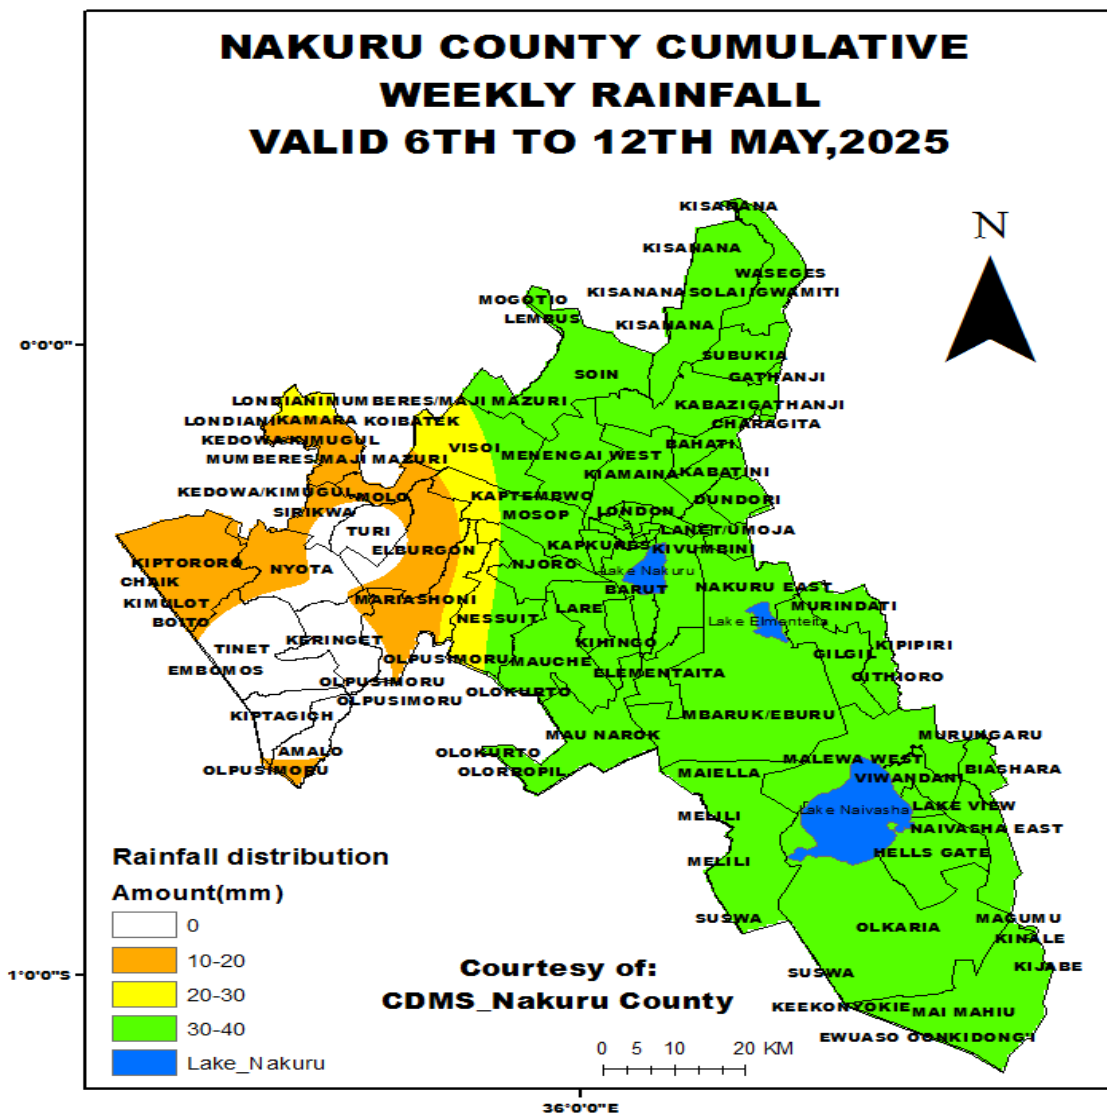 NAKURU COUNTY CUMULATIVE
WEEKLY RAINFALL
VALID 6TH TO 12TH MAY,2025
N
KISANANA
KISANANA
WASEGES
KISANANA SOLAI IGWAMITI
MOGOTIO
LEMBUS
KISANANA
0°0'0"
SUBUKIA
SOIN
GATHANJI
LONDIANI MUMBERES/MAJI MAZURI
KABAZI GATHANJI
LONDIANI KAMARA KOIBATEK
CHARAGITA
KEDOWA/KIMUGUL
VISOI
BAHATI
MUMBERES/MAJI MAZURI
MENENGAI WEST
KIAMAINA KABATINI
KEDOWA/KIMUGUL MOLO
KAPTEMBWO
DUNDORI
SIRIKWA
MOSOP
LONDON
TURI
LANET/UMOJA
ELBURGON
KAPKURES KIVUMBINI
KIPTORORO
NYOTA
NJORO
Lake Nakuru
CHAIK
BARUT
NAKURU EAST
KIMULOT
MARIASHONI
LARE
MURINDATI
BOITO
NESSUIT
Lake Elmenteita
TINET
KERINGET
KIHINGO
KIPIPIRI
GILGIL
EMBOMOS
OLPUSIMORU MAUCHE
ELEMENTAITA
GITHIORO
OLPUSIMORU
OLOKURTO
OLPUSIMORU
KIPTAGICH
MBARUK/EBURU
MAU NAROK
MURUNGARU
AMALO
OLOKURTO
MALEWA WEST
OLPUSIMORU
OLORROPIL
MAIELLA
VIWANDANI
BIASHARA
MELILI
Lake Naivasha
LAKE VIEW
NAIVASHA EAST
MELILI
HELLS GATE
SUSWA
OLKARIA
MAGUMU
KINALE
KIJABE
SUSWA
1°0'0"S
KEEKONYOKIE
MAI MAHIU
EWUASO OONKIDONG'I
Rainfall distribution
Amount(mm)
0
10-20
20-30
30-40
Lake_Nakuru
Courtesy of:
CDMS_Nakuru County
0 5 10 20 KM
36°0'0"E